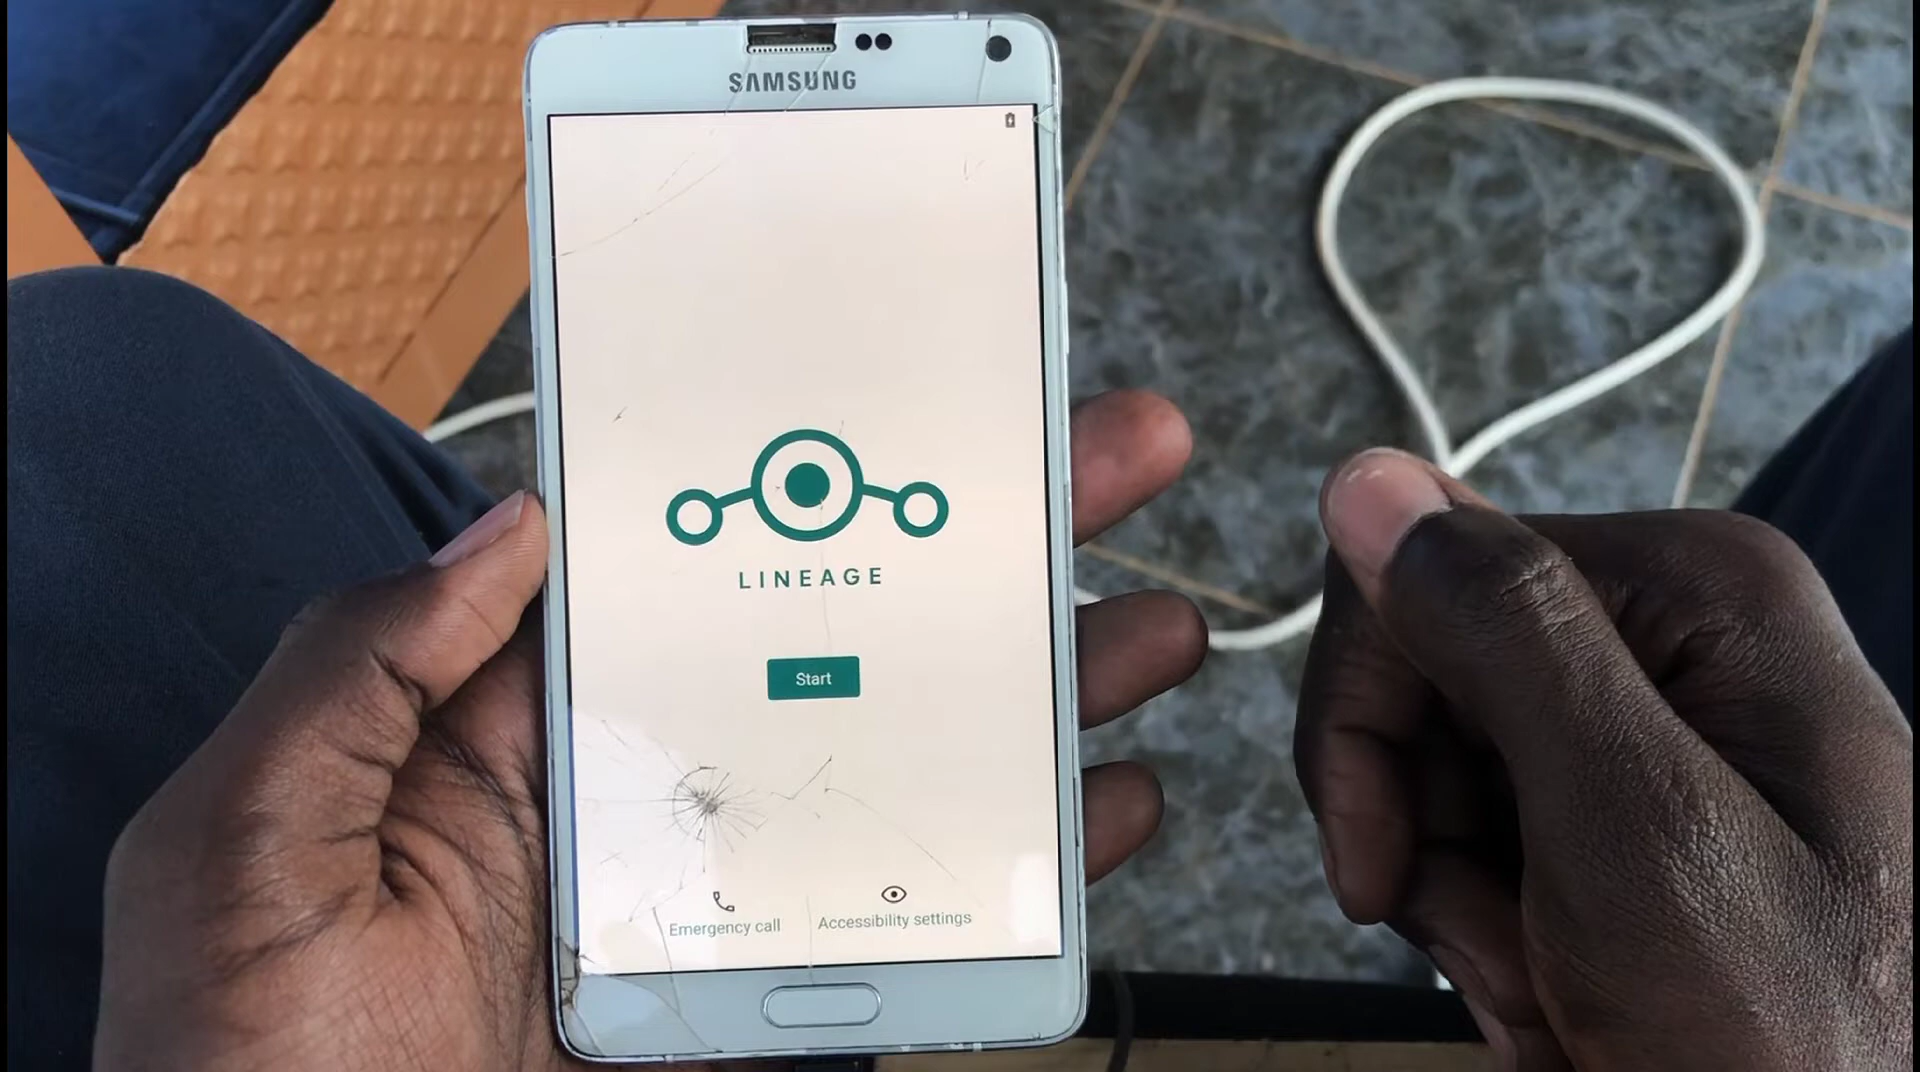 SAMSUNG
LINEAGE
Start
Emergency call
Accessibility settings